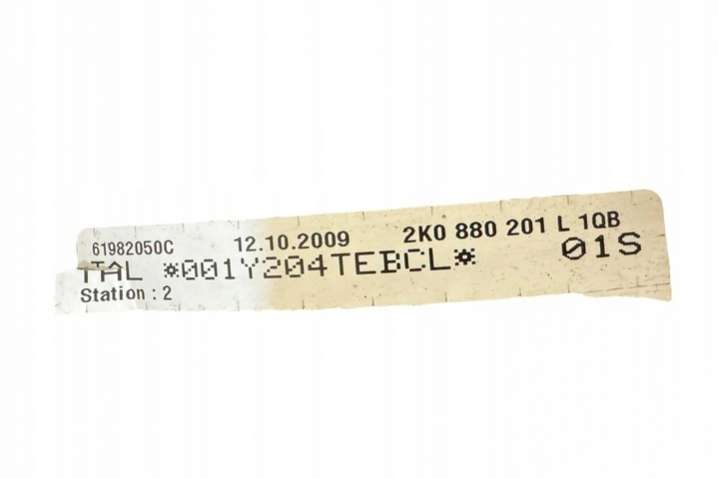 61982050C 12.10.2009 2K0 880 201 L 1QB
TAL *001Y204TEBCL* 01S
Station : 2